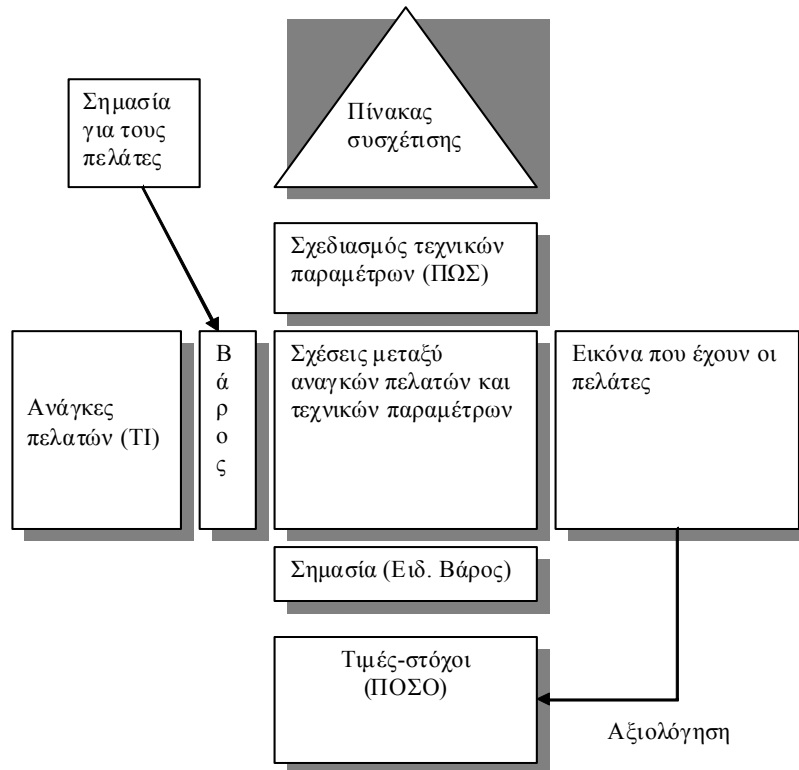 Σημασία
για τους
πελάτες
Πίνακας
συσχέτισης
Σχεδιασμός τεχνικών
παραμέτρων (ΠΩΣ)
Ανάγκες
πελατών (ΤΙ)
Β
ά
ρ
ο
ς
Σχέσεις μεταξύ
αναγκών πελατών και
τεχνικών παραμέτρων
Εικόνα που έχουν οι
πελάτες
Σημασία (Ειδ. Βάρος)
Τιμές-στόχοι
(ΠΟΣΟ)
Αξιολόγηση